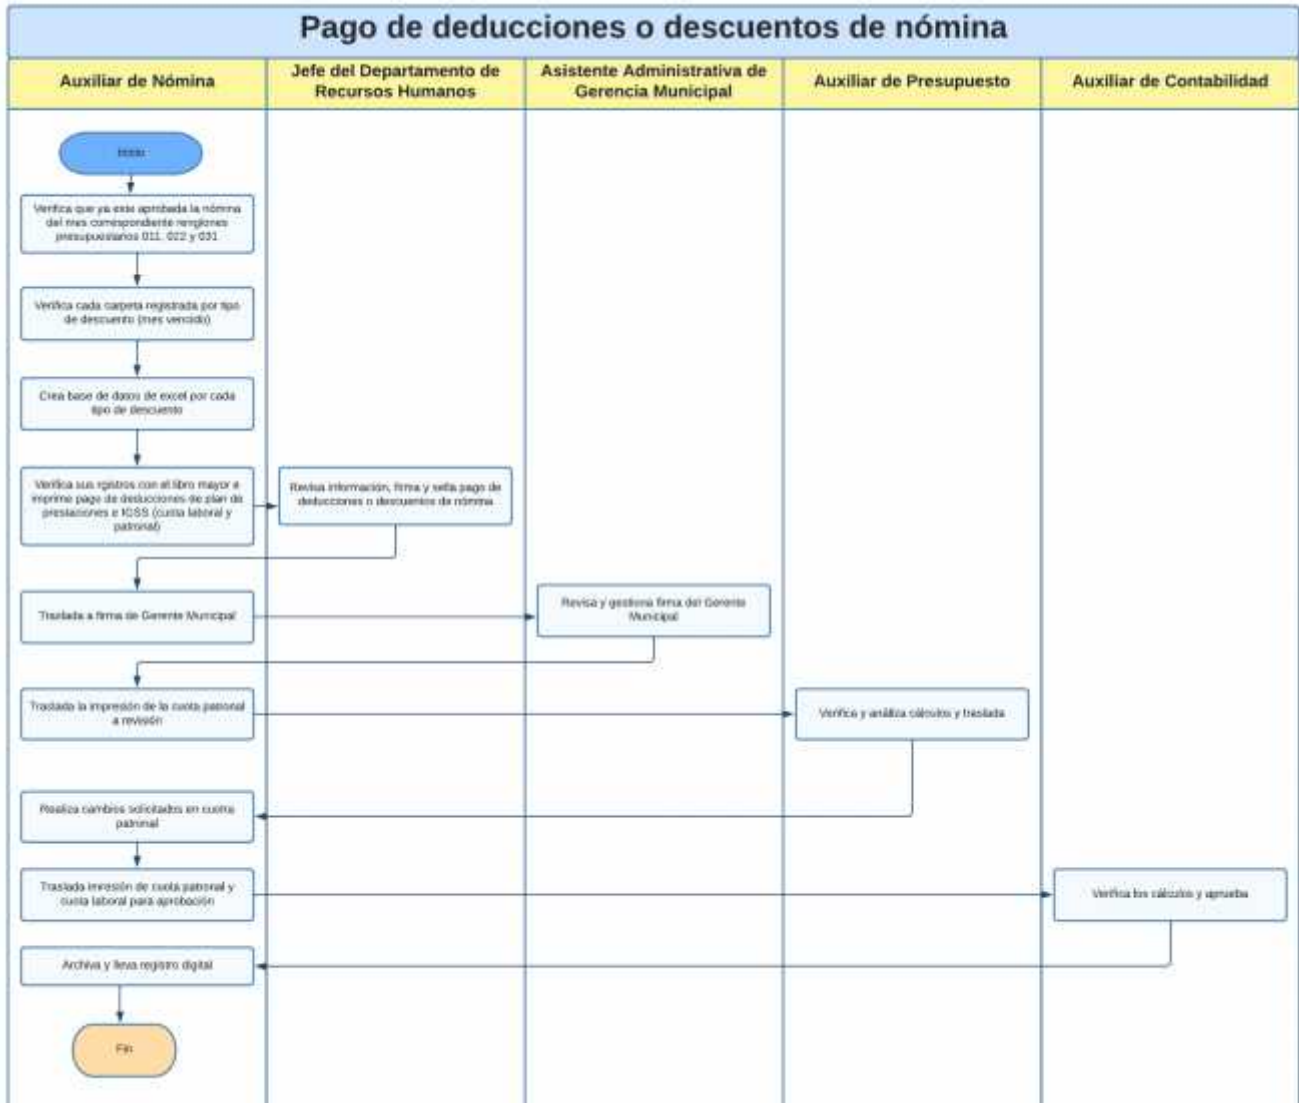 Pago de deducciones o descuentos de nómina
Auxiliar de Nómina
Jefe del Departamento de
Recursos Humanos
Asistente Administrativa de
Gerencia Municipal
Auxiliar de Presupuesto
Auxiliar de Contabilidad
Inicio
Verifica que ya este aprobada la nómina
del mes correspondiente renglones
presupuestarios 011, 022 y 031
Verifica cada carpeta registrada por tipo
de descuento (mes vencido)
Crea base de datos de excel por cada
tipo de descuento
Verifica sus rgistros con el libro mayor e
imprime pago de deducciones de plan de
prestaciones e IGSS (cuota laboral y
patronal)
Revisa información, firma y sella pago de
deducciones o descuentos de nómina
Traslada a firma de Gerente Municipal
Revisa y gestiona firma del Gerente
Municipal
Traslada la impresión de la cuota patronal
a revisión
Verifica y análiza cálculos y traslada
Realiza cambios solicitados en cuota
patronal
Traslada imresión de cuota patronal y
cuota laboral para aprobación
Verifica los cálculos y aprueba
Archiva y lleva registro digital
Fin